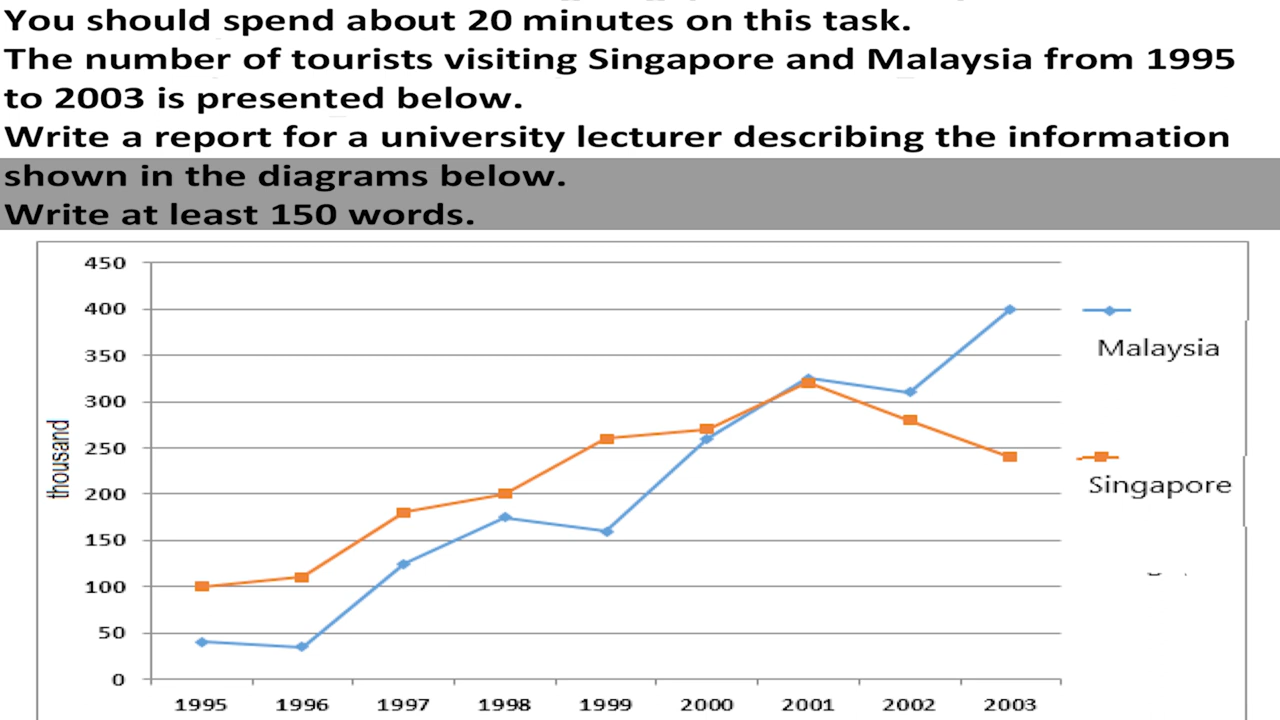 You should spend about 20 minutes on this task.
The number of tourists visiting Singapore and Malaysia from 1995
to 2003 is presented below.
Write a report for a university lecturer describing the information
shown in the diagrams below.
Write at least 150 words.
450
400
350
300
250
200
150
100
50
0
thousand
1995 1996 1997 1998 1999 2000 2001 2002 2003
Malaysia
Singapore